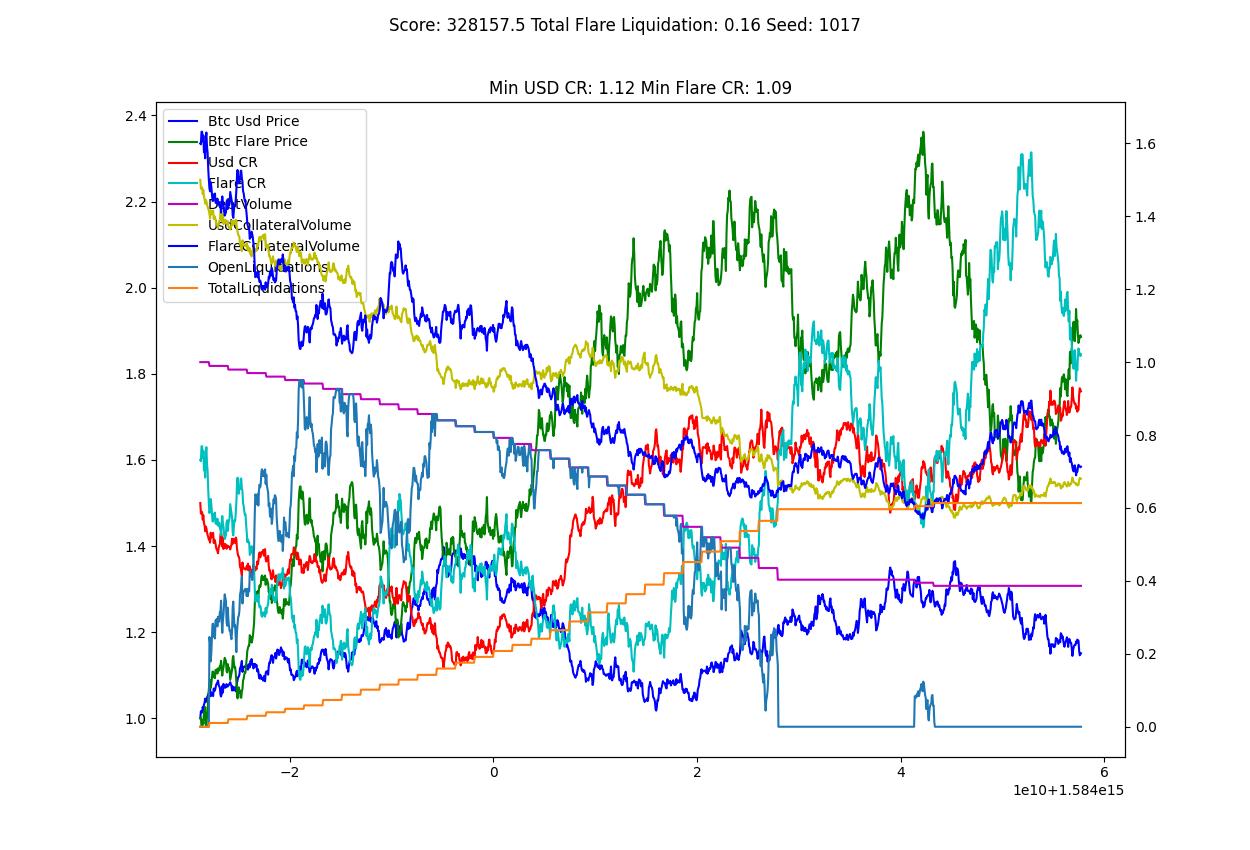 Score: 328157.5 Total Flare Liquidation: 0.16 Seed: 1017
Min USD CR: 1.12 Min Flare CR: 1.09
Btc Usd Price
Btc Flare Price
Usd CR
Flare CR
DebtVolume
UsdCollateralVolume
FlareCollateralVolume
OpenLiquidations
TotalLiquidations
2.4
2.2
2.0
1.8
1.6
1.4
1.2
1.0
1.6
1.4
1.2
1.0
0.8
0.6
0.4
0.2
0.0
−2 0 2 4 6
1e10+1.584e15